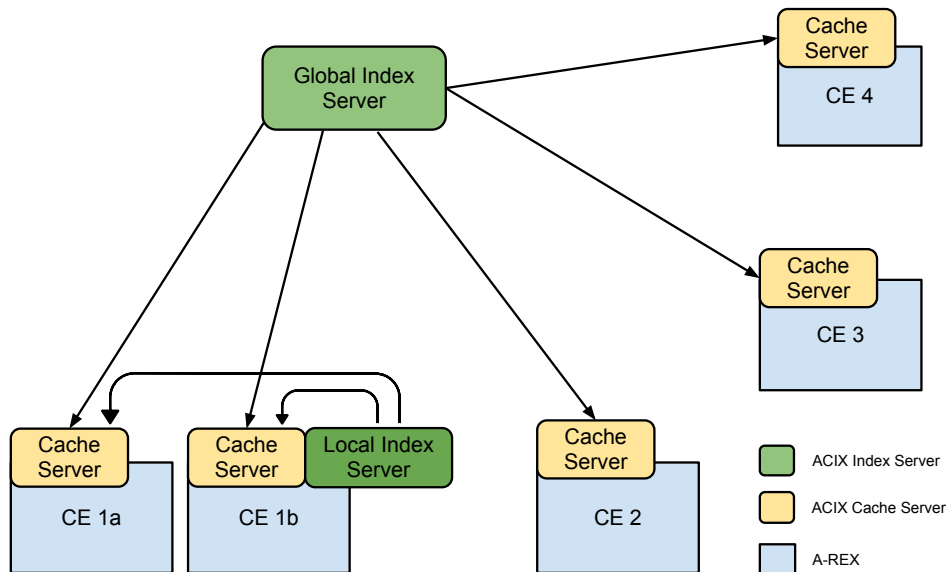 Cache
Server
CE 4
Global Index
Server
Cache
Server
CE 3
Cache
Server
CE 1a
Cache
Server
Local Index
Server
CE 1b
Cache
Server
CE 2
ACIX Index Server
ACIX Cache Server
A-REX